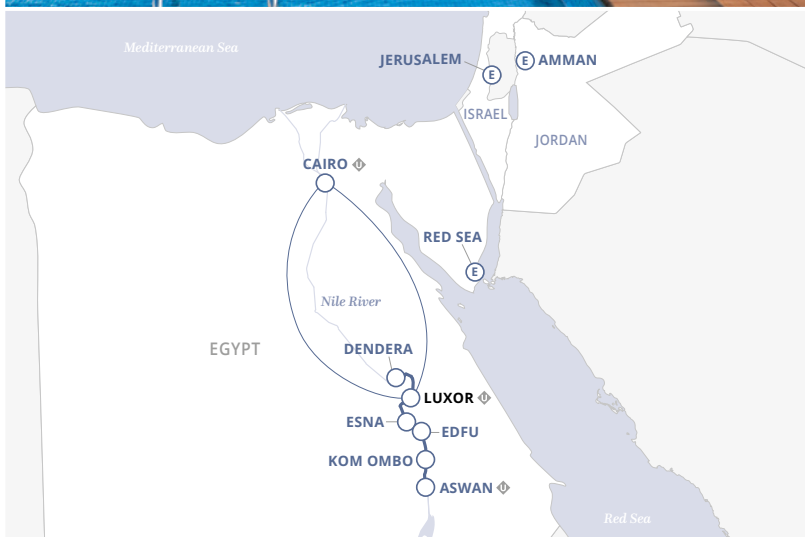 Mediterranean Sea
JERUSALEM
E
E
AMMAN
ISRAEL
JORDAN
CAIRO U
RED SEA
E
Nile River
EGYPT
DENDERA
LUXOR U
ESNA
EDFU
KOM OMBO
ASWAN U
Red Sea